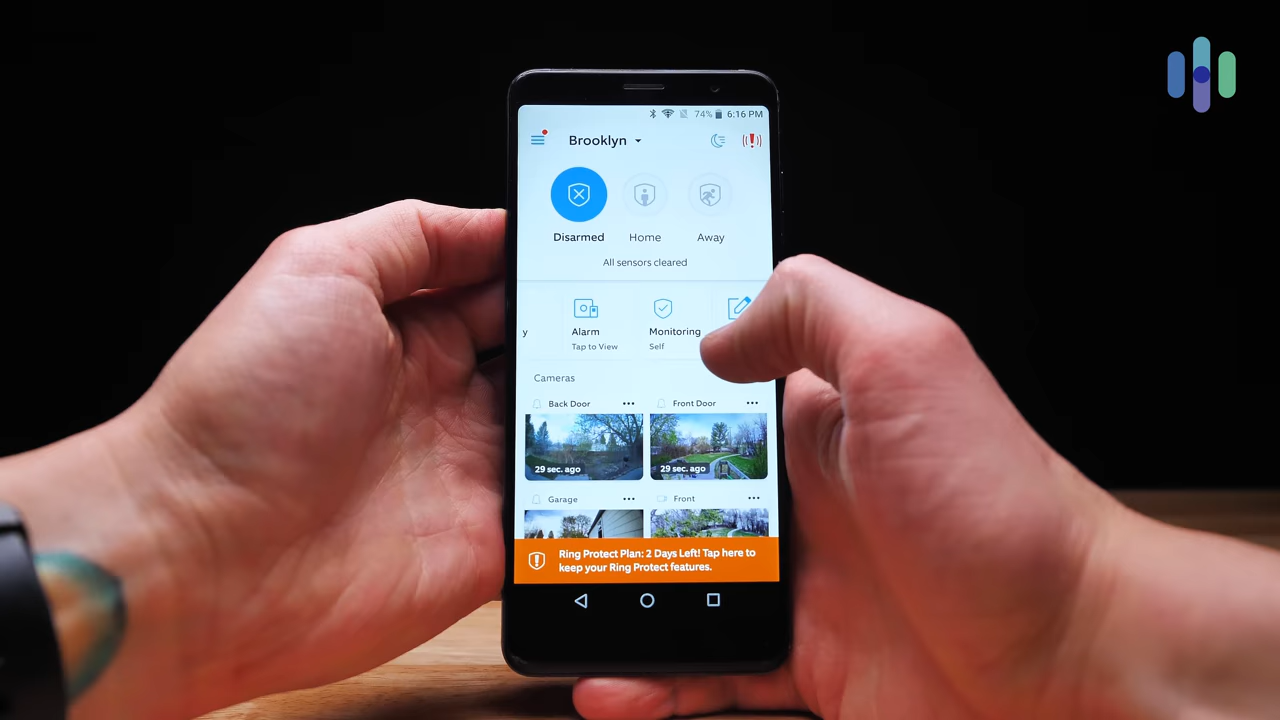 74% 6:16 PM
Brooklyn
Disarmed Home Away
All sensors cleared
y Alarm Monitoring
Tap to View Self
Cameras
Back Door Front Door
29 sec. ago 29 sec. ago
Garage Front
Ring Protect Plan: 2 Days Left! Tap here to
keep your Ring Protect features.